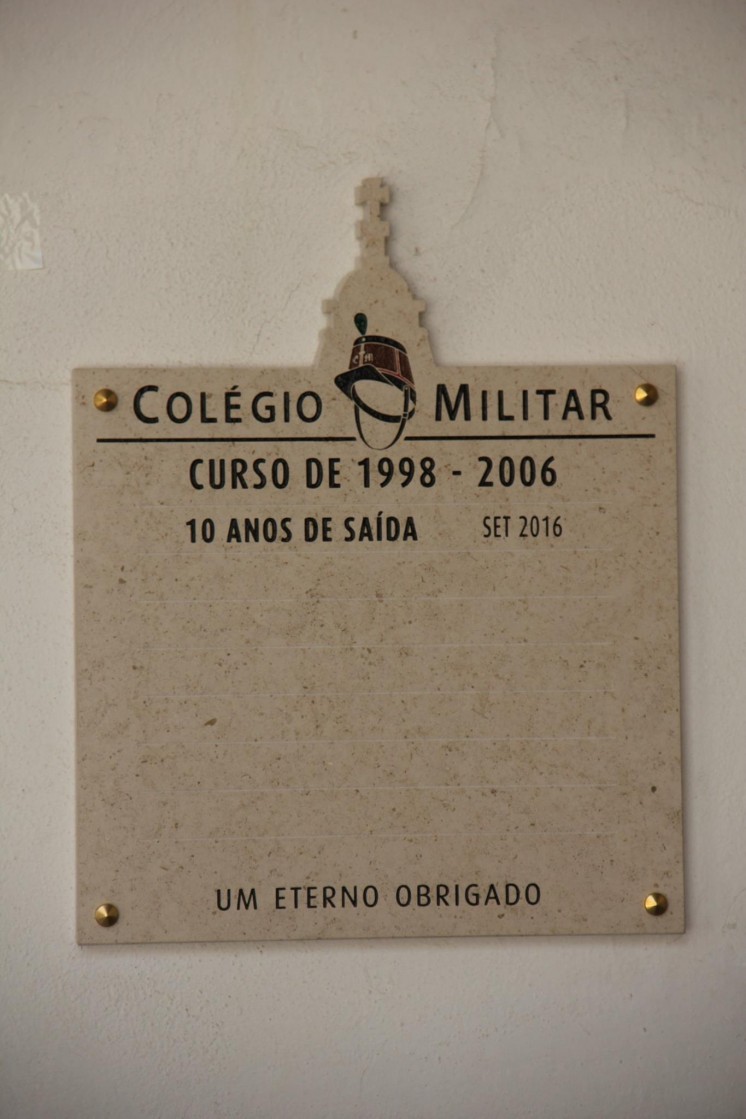 COLÉGIO MILITAR
CURSO DE 1998 - 2006
10 ANOS DE SAÍDA SET 2016
UM ETERNO OBRIGADO